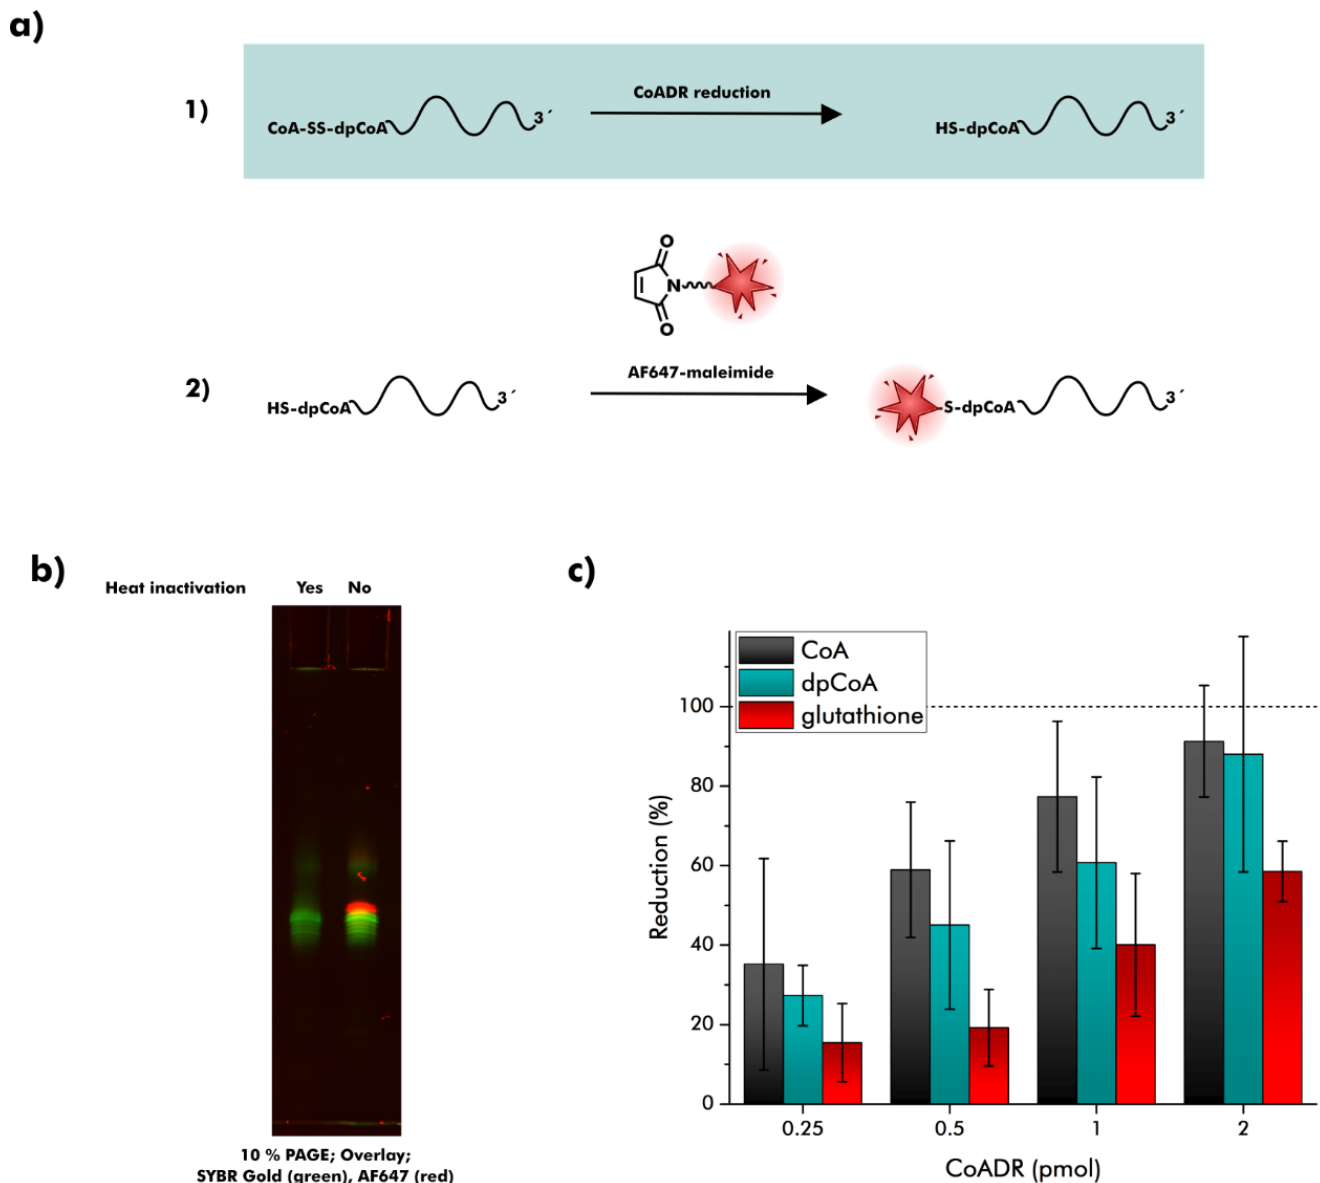 a)
1)
CoA-SS-dpCoA
3´
CoADR reduction
HS-dpCoA
3´
O
N
O
2)
HS-dpCoA
3´
AF647-maleimide
S-dpCoA
3´
b)
Heat inactivation Yes No
10 % PAGE; Overlay;
SYBR Gold (green), AF647 (red)
c)
CoA
dpCoA
glutathione
Reduction (%)
100
80
60
40
20
0
0.25 0.5 1 2
CoADR (pmol)